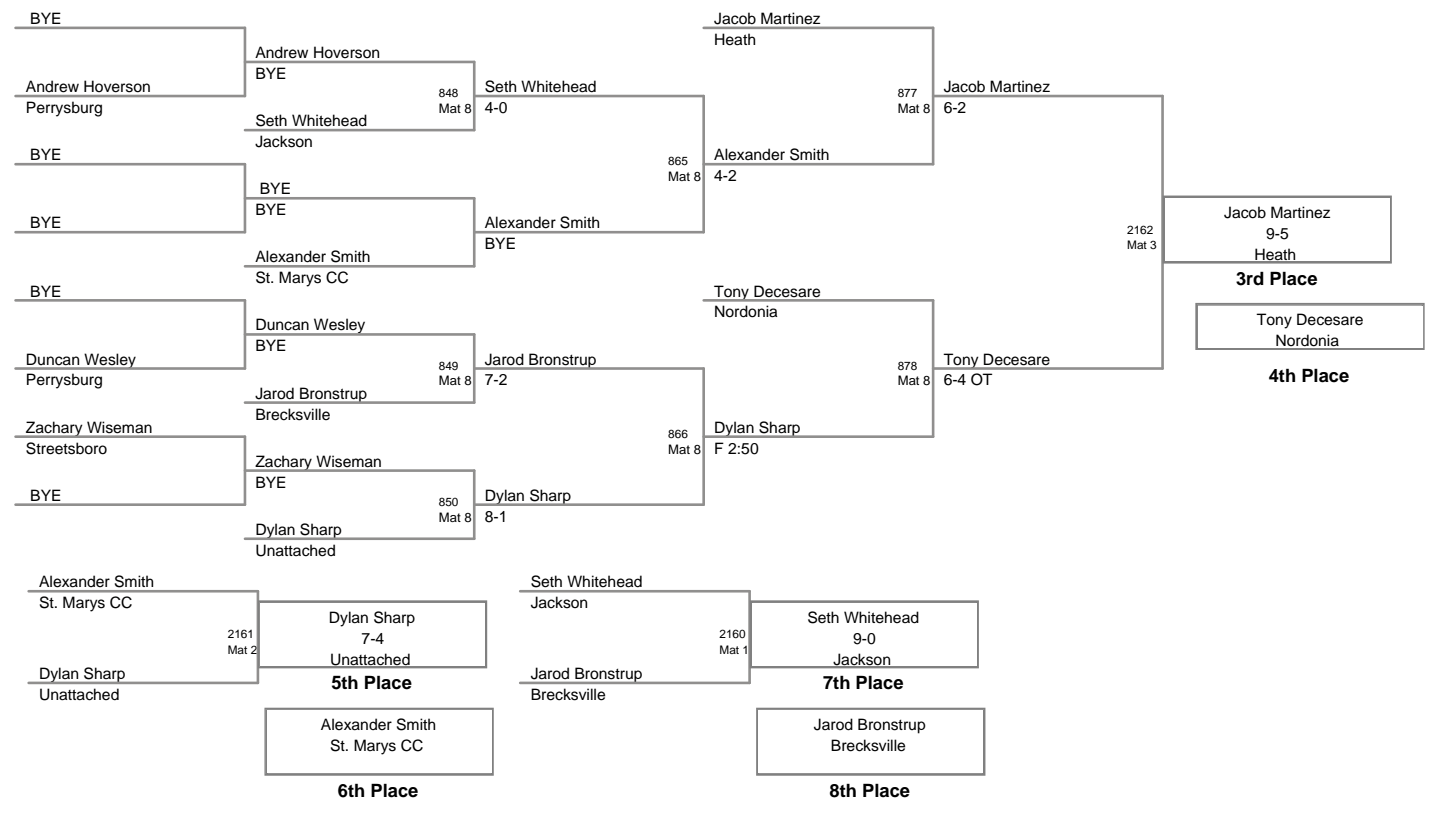 BYE
Andrew Hoverson
Perrysburg
BYE
BYE
BYE
Duncan Wesley
Perrysburg
Zachary Wiseman
Streetsboro
BYE
Andrew Hoverson
BYE
Seth Whitehead
Jackson
BYE
BYE
Alexander Smith
St. Marys CC
Duncan Wesley
BYE
Jarod Bronstrup
Brecksville
Zachary Wiseman
BYE
Dylan Sharp
Unattached
848
Mat 8
Seth Whitehead
4-0
Alexander Smith
BYE
849
Mat 8
Jarod Bronstrup
7-2
850
Mat 8
Dylan Sharp
8-1
Jacob Martinez
Heath
865
Mat 8
Alexander Smith
4-2
Tony Decesare
Nordonia
866
Mat 8
Dylan Sharp
F 2:50
877
Mat 8
Jacob Martinez
6-2
878
Mat 8
Tony Decesare
6-4 OT
2162
Mat 3
Jacob Martinez
9-5
Heath
3rd Place
Tony Decesare
Nordonia
4th Place
Alexander Smith
St. Marys CC
2161
Mat 2
Dylan Sharp
Unattached
Dylan Sharp
7-4
Unattached
5th Place
Alexander Smith
St. Marys CC
6th Place
Seth Whitehead
Jackson
2160
Mat 1
Jarod Bronstrup
Brecksville
Seth Whitehead
9-0
Jackson
7th Place
Jarod Bronstrup
Brecksville
8th Place